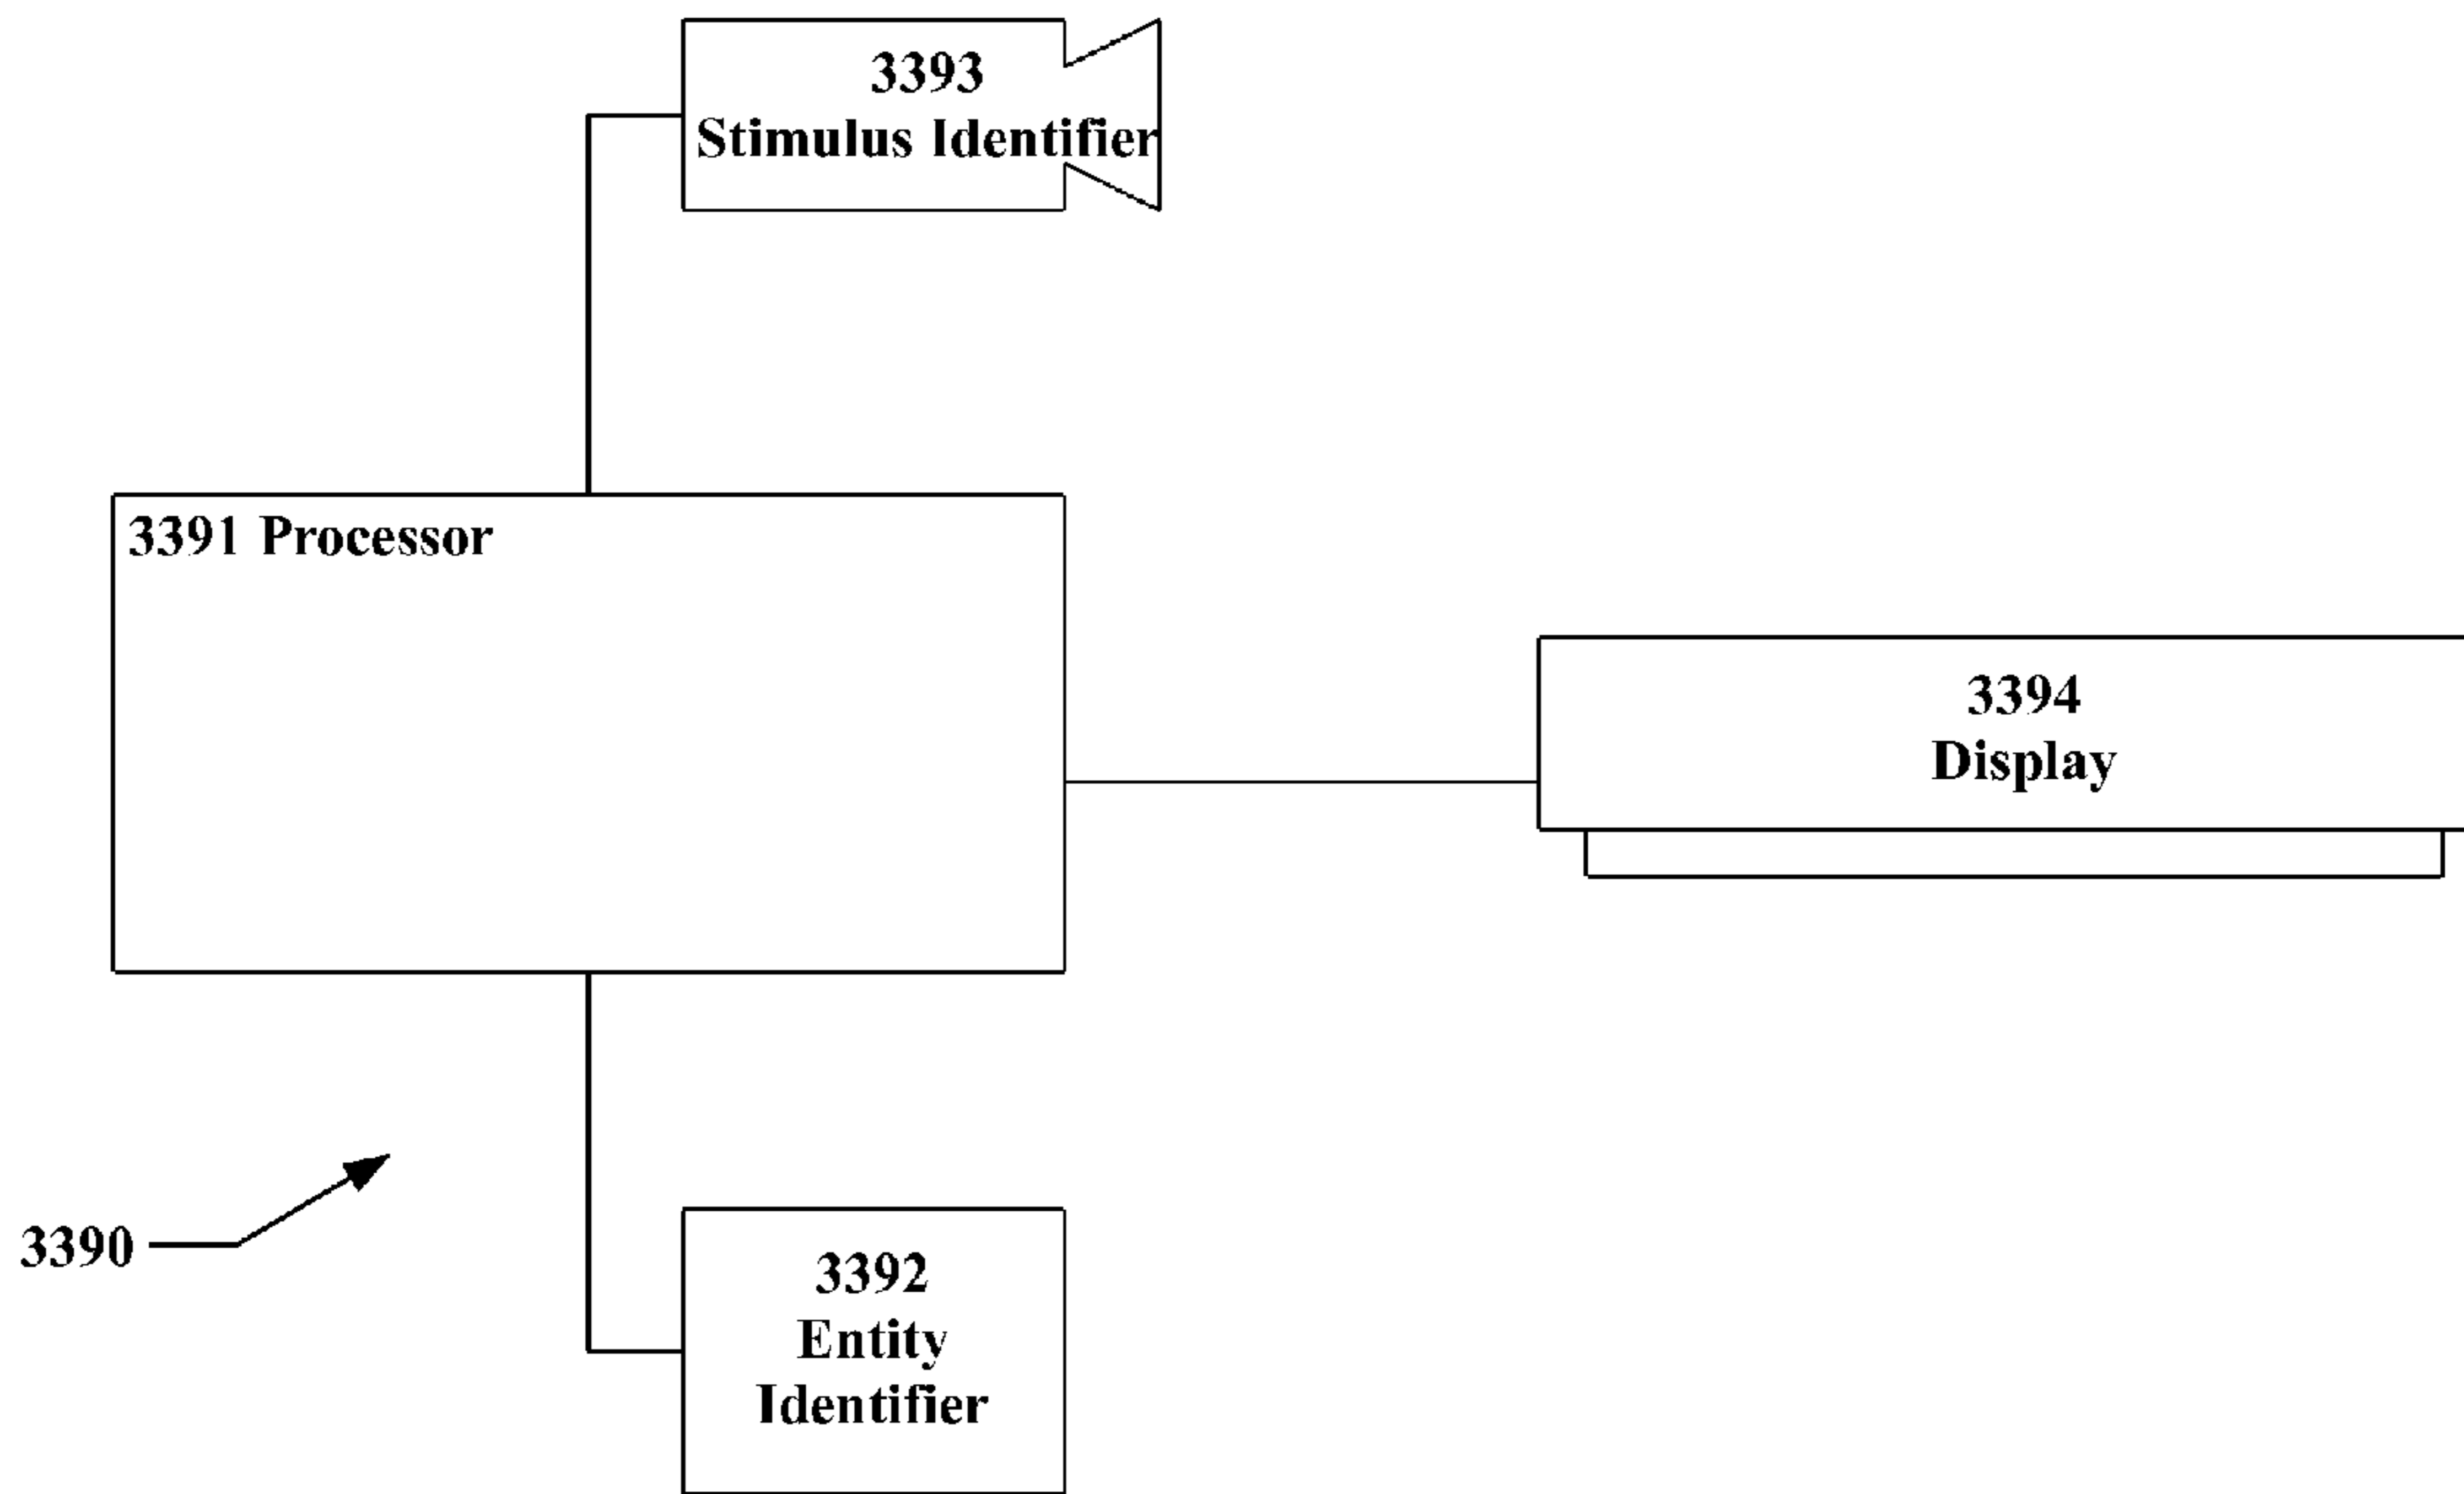 3393
Stimulus Identifier
3391 Processor
3394
Display
3390
3392
Entity
Identifier